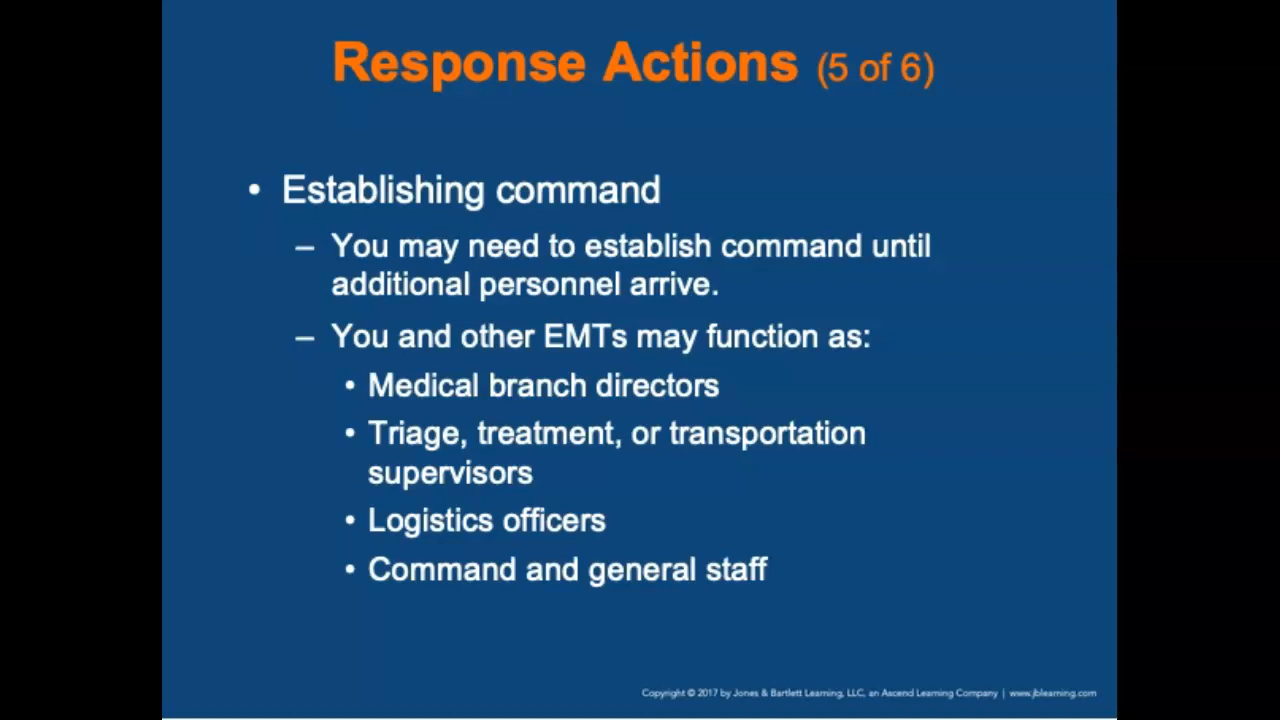 Response Actions (5 of 6)
• Establishing command
– You may need to establish command until
additional personnel arrive.
– You and other EMTs may function as:
• Medical branch directors
• Triage, treatment, or transportation
supervisors
• Logistics officers
• Command and general staff
Copyright © 2017 by Jones & Bartlett Learning, LLC, an Ascend Learning Company | www.jblearning.com